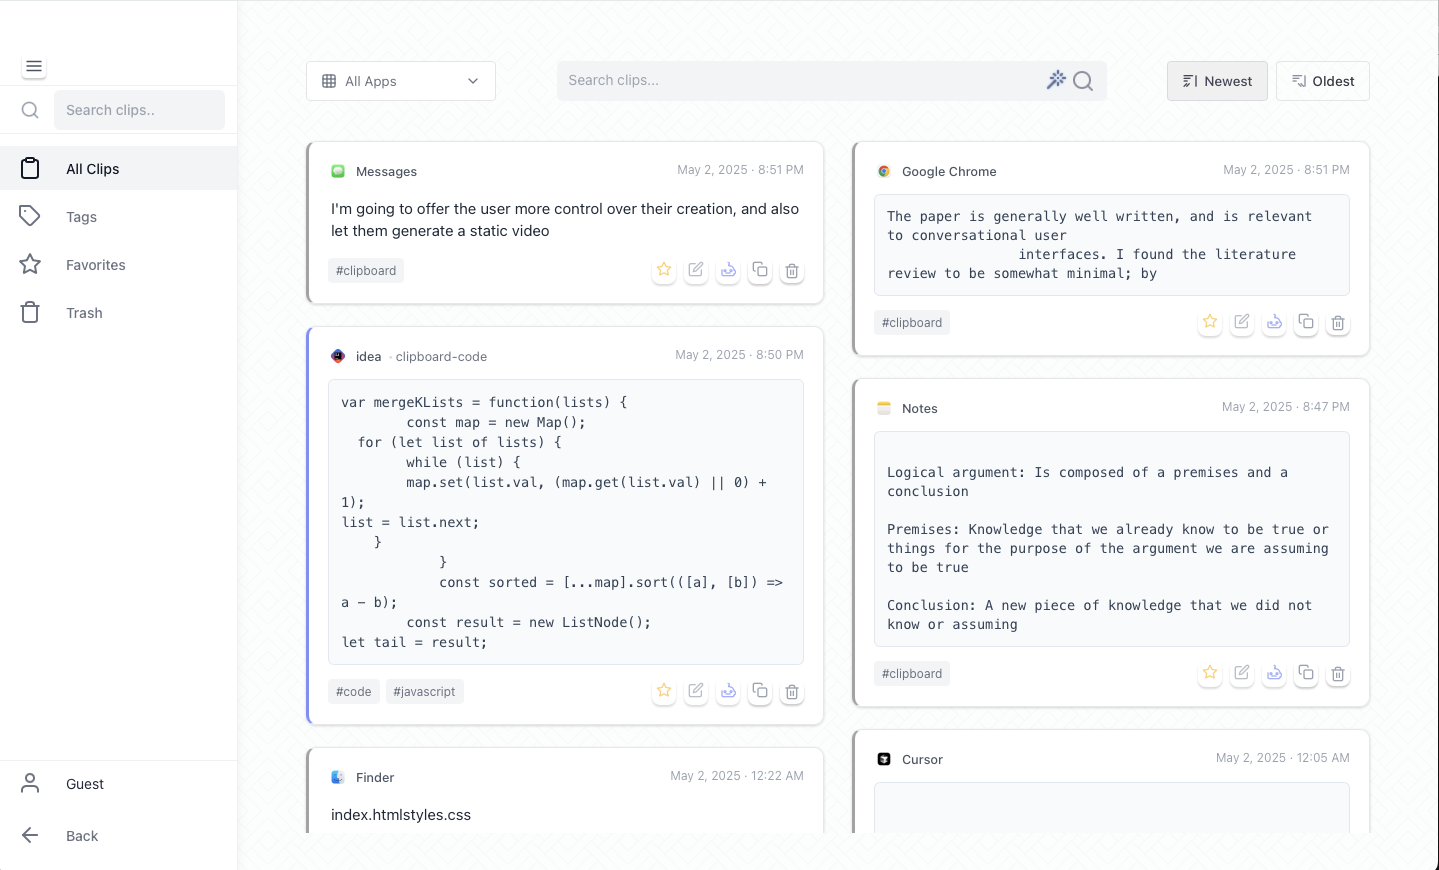 Search clips..
All Clips
Tags
Favorites
Trash
Guest
Back
All Apps
Search clips...
Newest
Oldest
Messages
May 2, 2025 · 8:51 PM
I'm going to offer the user more control over their creation, and also
let them generate a static video
#clipboard
idea · clipboard-code
May 2, 2025 · 8:50 PM
var mergeKLists = function(lists) {
        const map = new Map();
  for (let list of lists) {
        while (list) {
        map.set(list.val, (map.get(list.val) || 0) +
1);
list = list.next;
    }
            }
            const sorted = [...map].sort(([a], [b]) =>
a - b);
        const result = new ListNode();
let tail = result;
#code #javascript
Finder
May 2, 2025 · 12:22 AM
index.htmlstyles.css
Google Chrome
May 2, 2025 · 8:51 PM
The paper is generally well written, and is relevant
to conversational user
                interfaces. I found the literature
review to be somewhat minimal; by
#clipboard
Notes
May 2, 2025 · 8:47 PM
Logical argument: Is composed of a premises and a
conclusion
Premises: Knowledge that we already know to be true or
things for the purpose of the argument we are assuming
to be true
Conclusion: A new piece of knowledge that we did not
know or assuming
#clipboard
Cursor
May 2, 2025 · 12:05 AM